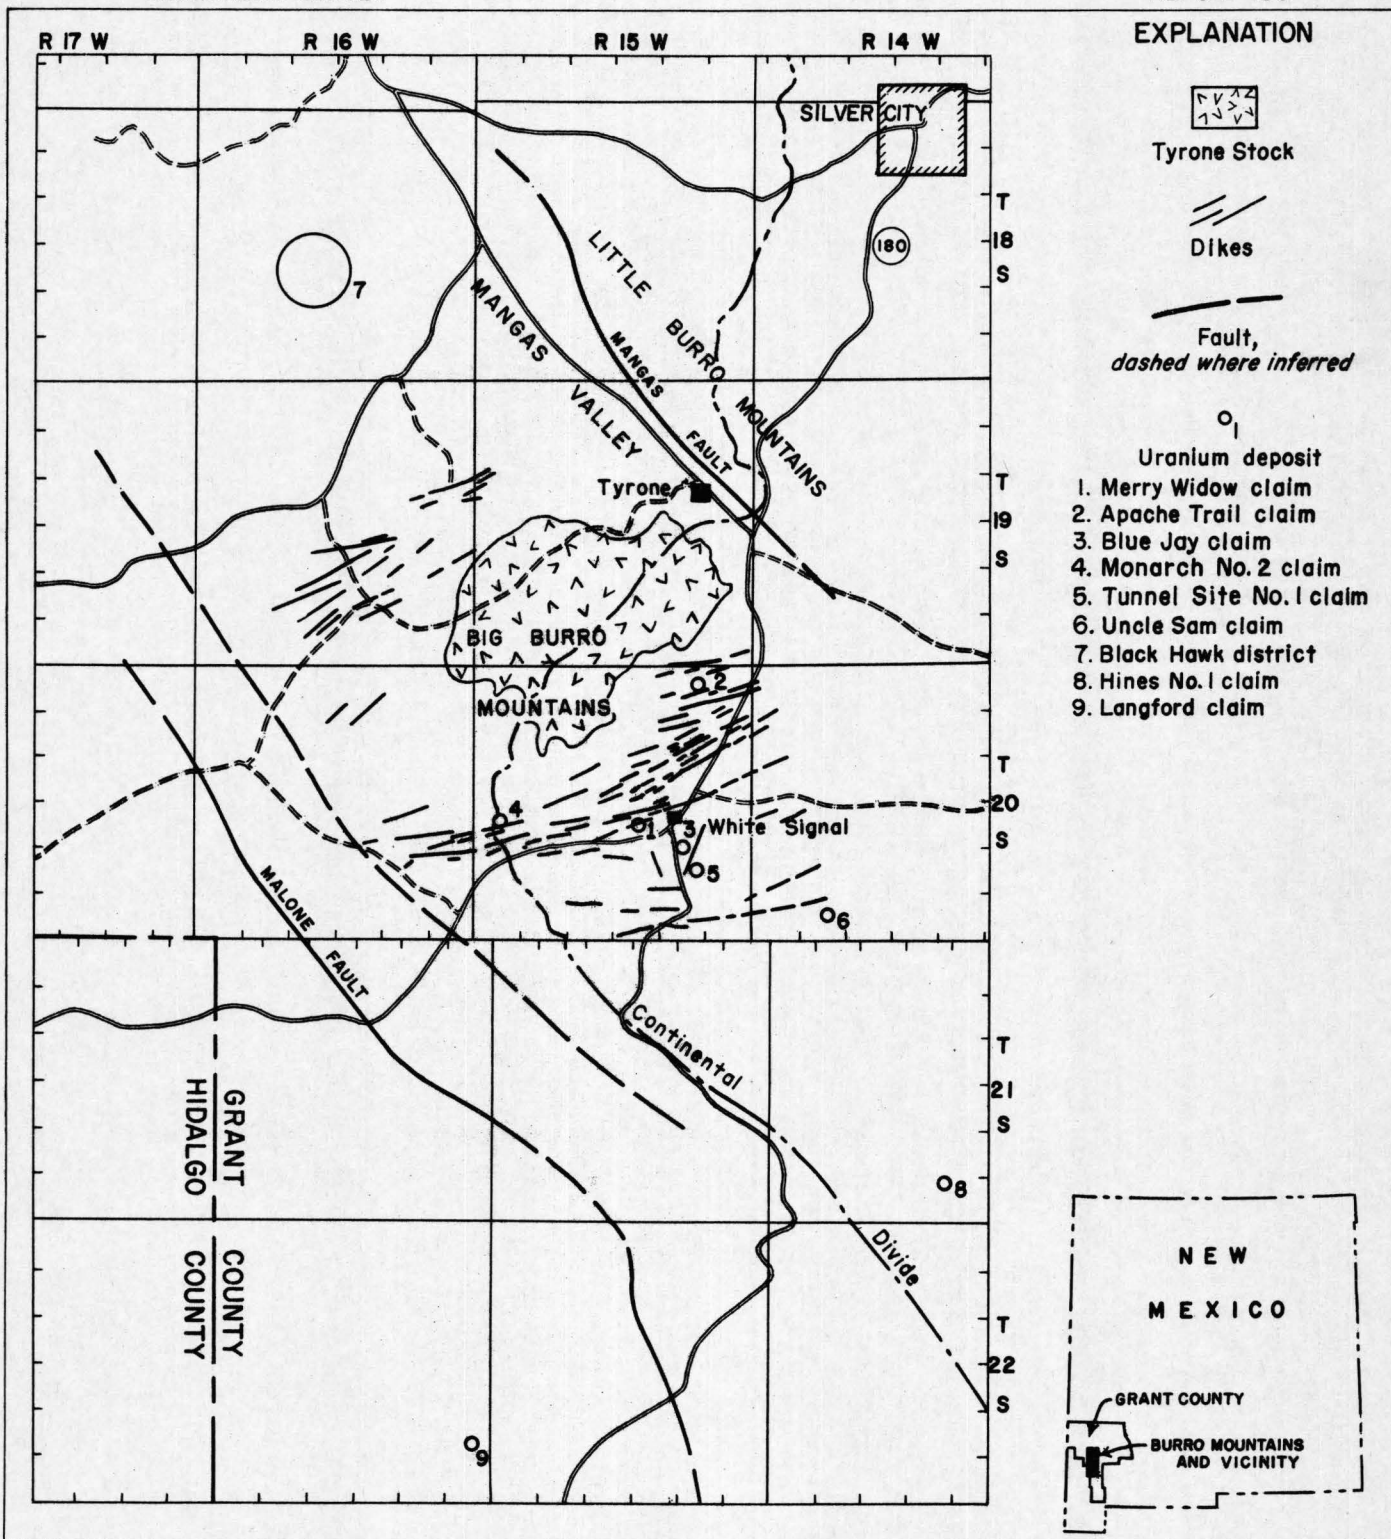 R 17 W
R 16 W
R 15 W
R 14 W
SILVER CITY
T
18
S
180
7
LITTLE
BURRO
MOUNTAINS
MANGAS
VALLEY
MANGAS
FAULT
Tyrone
T
19
S
BIG BURRO
MOUNTAINS
2
T
20
S
4
1
3
White Signal
5
6
MALONE
FAULT
Continental
Divide
T
21
S
8
GRANT
HIDALGO
COUNTY
COUNTY
T
22
S
9
EXPLANATION
Tyrone Stock
Dikes
Fault,
dashed where inferred
1
Uranium deposit
1. Merry Widow claim
2. Apache Trail claim
3. Blue Jay claim
4. Monarch No. 2 claim
5. Tunnel Site No. 1 claim
6. Uncle Sam claim
7. Black Hawk district
8. Hines No. 1 claim
9. Langford claim
NEW
MEXICO
GRANT COUNTY
BURRO MOUNTAINS
AND VICINITY